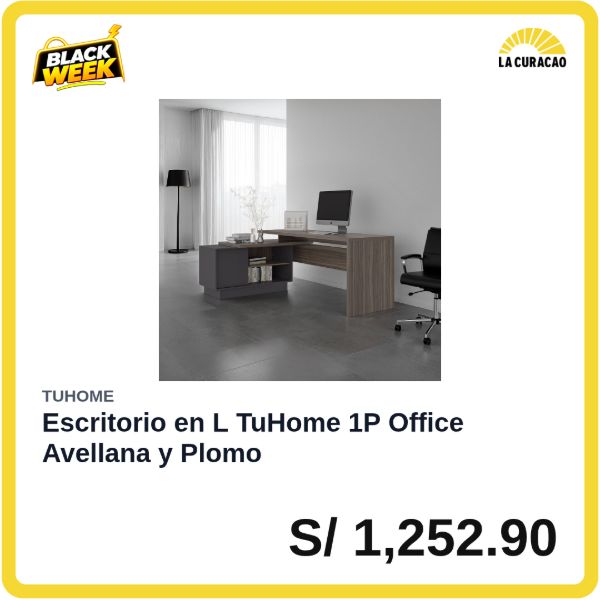 BLACK
WEEK
LA CURACAO
TUHOME
Escritorio en L TuHome 1P Office
Avellana y Plomo
S/ 1,252.90